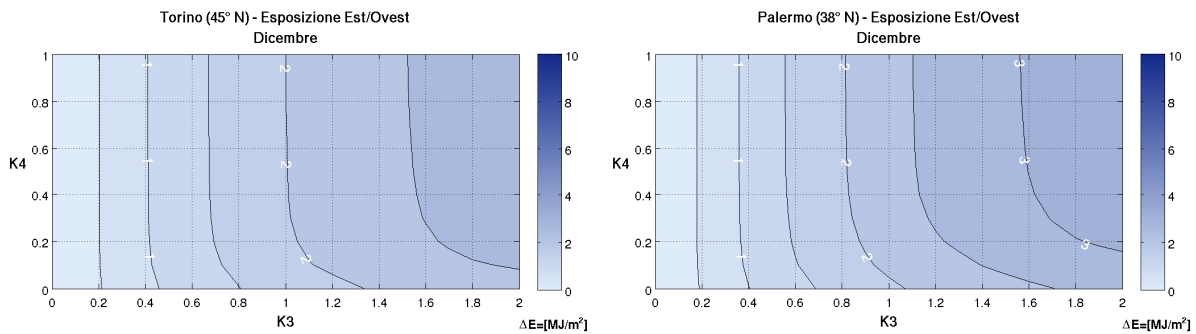 Torino (45° N) - Esposizione Est/Ovest
Dicembre
1
0.8
0.6
K4
0.4
0.2
0
0 0.2 0.4 0.6 0.8 1 1.2 1.4 1.6 1.8 2
K3
1 1 1
2 2 2
10
8
6
4
2
0
ΔE=[MJ/m²]
Palermo (38° N) - Esposizione Est/Ovest
Dicembre
1
0.8
0.6
K4
0.4
0.2
0
0 0.2 0.4 0.6 0.8 1 1.2 1.4 1.6 1.8 2
K3
1 1 1
2 2 2
3 3 3
10
8
6
4
2
0
ΔE=[MJ/m²]